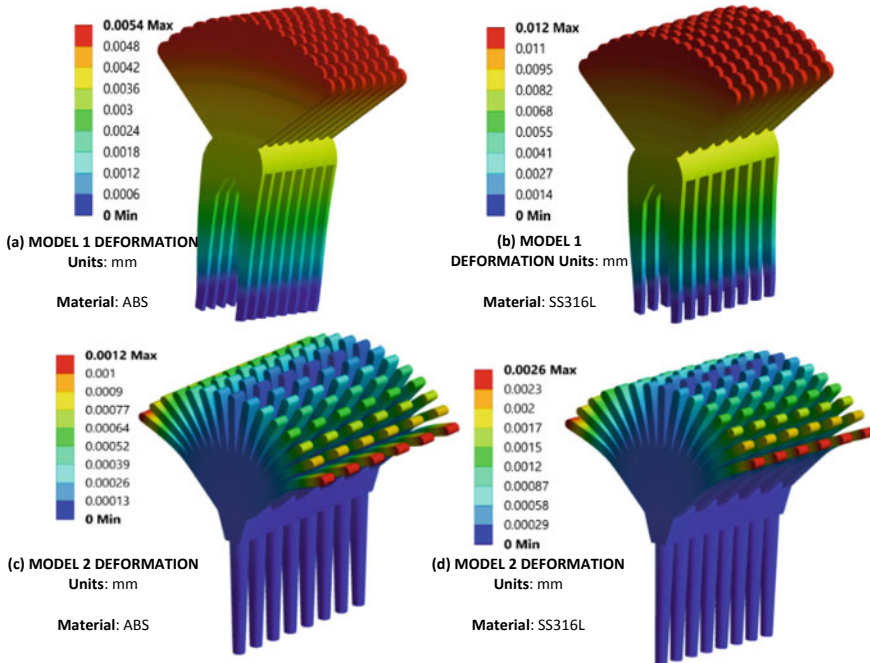 0.0054 Max
0.0048
0.0042
0.0036
0.003
0.0024
0.0018
0.0012
0.0006
0 Min
(a) MODEL 1 DEFORMATION
Units: mm
Material: ABS
0.012 Max
0.011
0.0095
0.0082
0.0068
0.0055
0.0041
0.0027
0.0014
0 Min
(b) MODEL 1
DEFORMATION Units: mm
Material: SS316L
0.0012 Max
0.001
0.0009
0.00077
0.00064
0.00052
0.00039
0.00026
0.00013
0 Min
(c) MODEL 2 DEFORMATION
Units: mm
Material: ABS
0.0026 Max
0.0023
0.002
0.0017
0.0015
0.0012
0.00087
0.00058
0.00029
0 Min
(d) MODEL 2 DEFORMATION
Units: mm
Material: SS316L